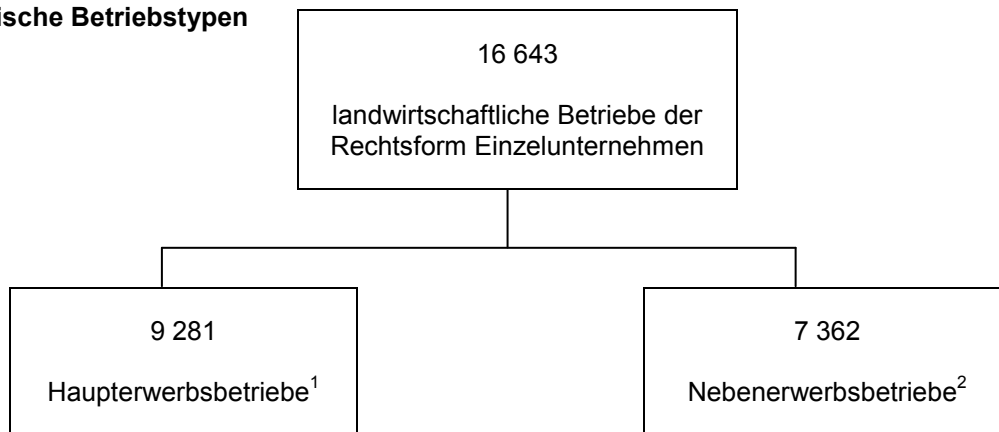 ische Betriebstypen
16 643
landwirtschaftliche Betriebe der
Rechtsform Einzelunternehmen
9 281
Haupterwerbsbetriebe¹
7 362
Nebenerwerbsbetriebe²